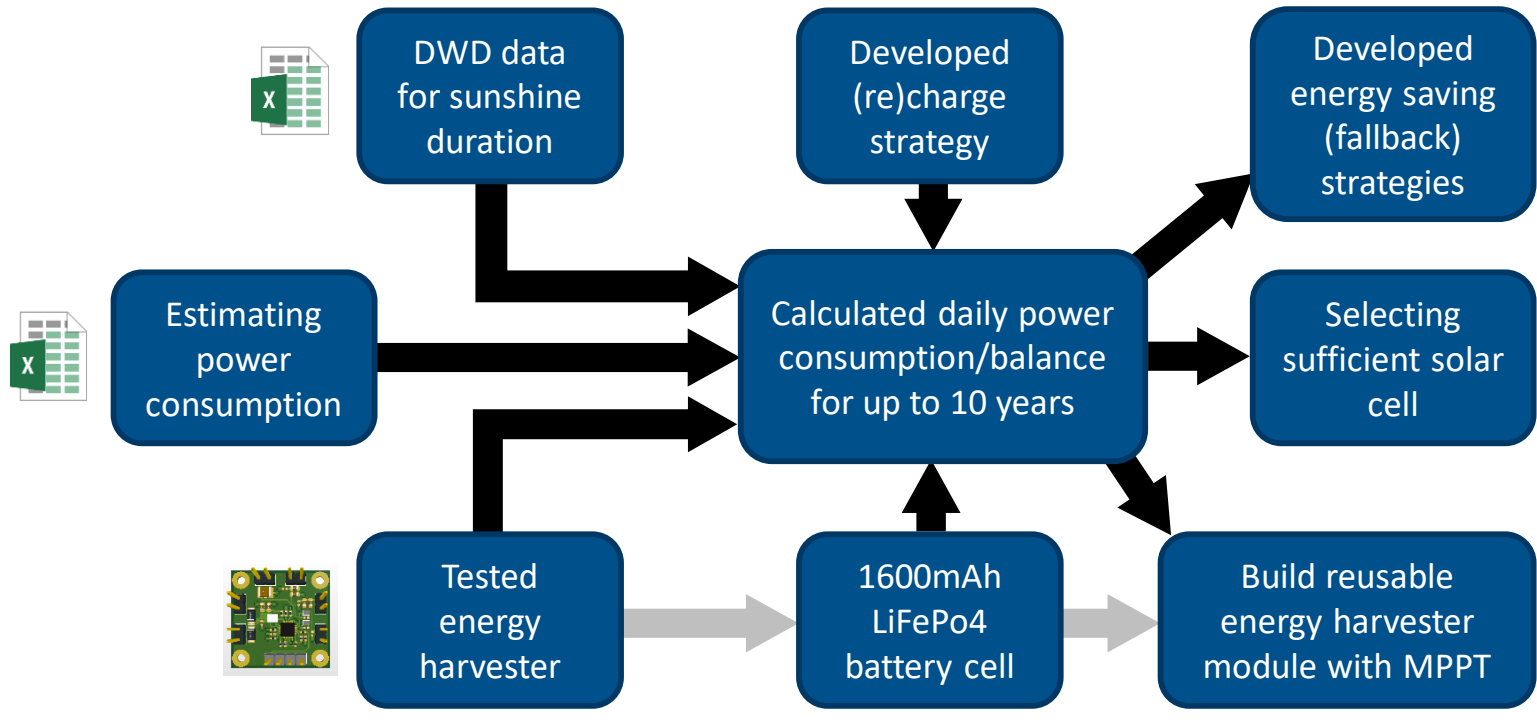 DWD data
for sunshine
duration
Developed
(re)charge
strategy
Developed
energy saving
(fallback)
strategies
X
Estimating
power
consumption
X
Calculated daily power
consumption/balance
for up to 10 years
Selecting
sufficient solar
cell
Tested
energy
harvester
1600mAh
LiFePo4
battery cell
Build reusable
energy harvester
module with MPPT